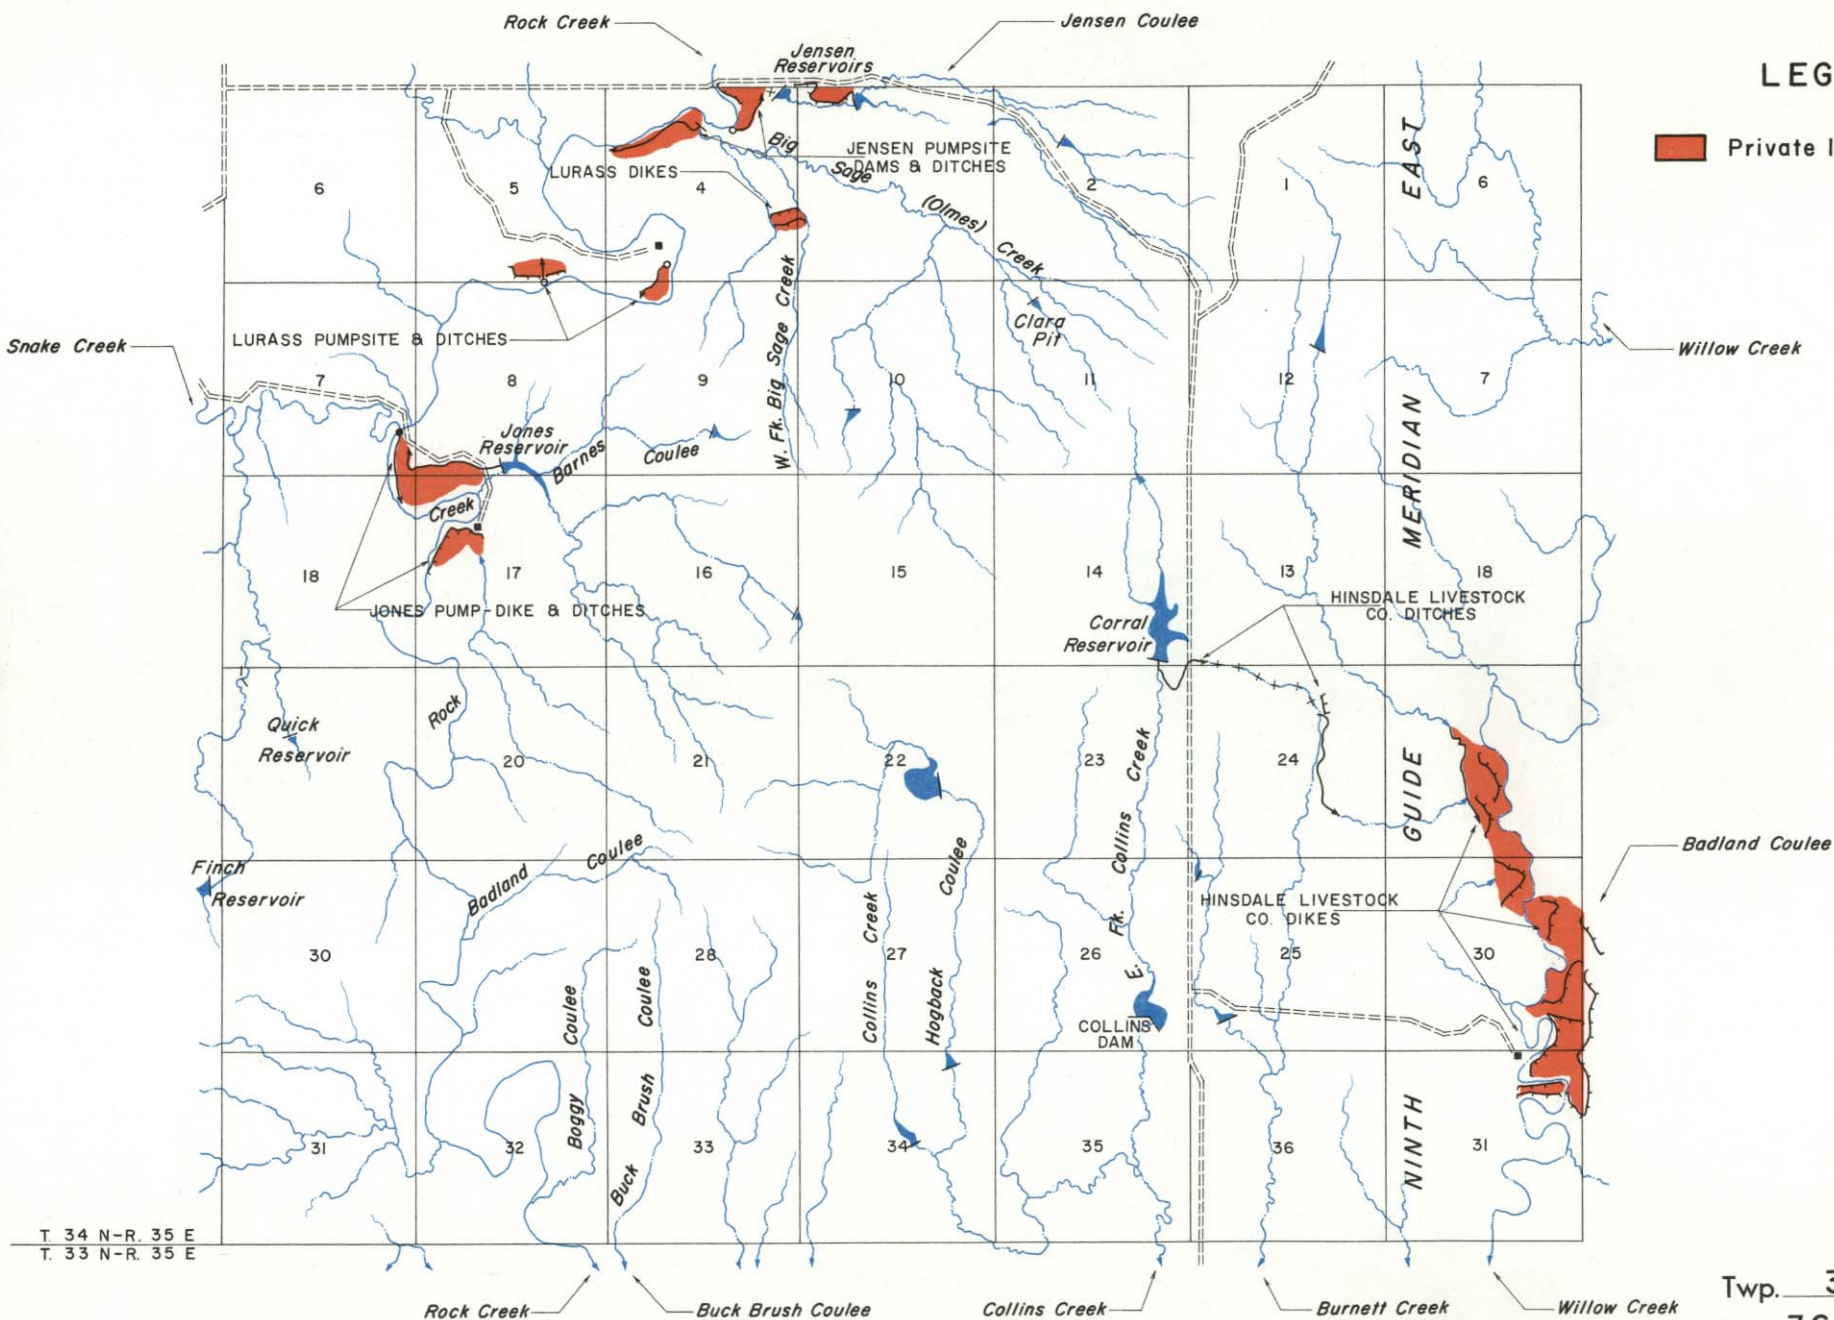 Rock Creek
Jensen Coulee
Jensen
Reservoirs
LEG
Private I
EAST
Big
Sage
(Olmes)
Creek
JENSEN PUMPSITE
DAMS & DITCHES
LURASS DIKES
6
5
4
2
1
6
W. Fk. Big Sage Creek
Clara
Pit
Snake Creek
LURASS PUMPSITE & DITCHES
Willow Creek
7
8
9
10
11
12
7
MERIDIAN
Jones
Reservoir
Barnes
Coulee
Creek
18
17
16
15
14
13
18
JONES PUMP-DIKE & DITCHES
HINSDALE LIVESTOCK
CO. DITCHES
Corral
Reservoir
Rock
Quick
Reservoir
20
21
22
23
24
GUIDE
E. Fk. Collins Creek
Finch
Reservoir
Badland
Coulee
Badland Coulee
Collins Creek
Hogback Coulee
HINSDALE LIVESTOCK
CO. DIKES
30
28
27
26
25
30
Boggy Coulee
Buck Brush Coulee
COLLINS
DAM
31
32
33
34
35
36
31
NINTH
T. 34 N-R. 35 E
T. 33 N-R. 35 E
Rock Creek
Buck Brush Coulee
Collins Creek
Burnett Creek
Willow Creek
Twp.